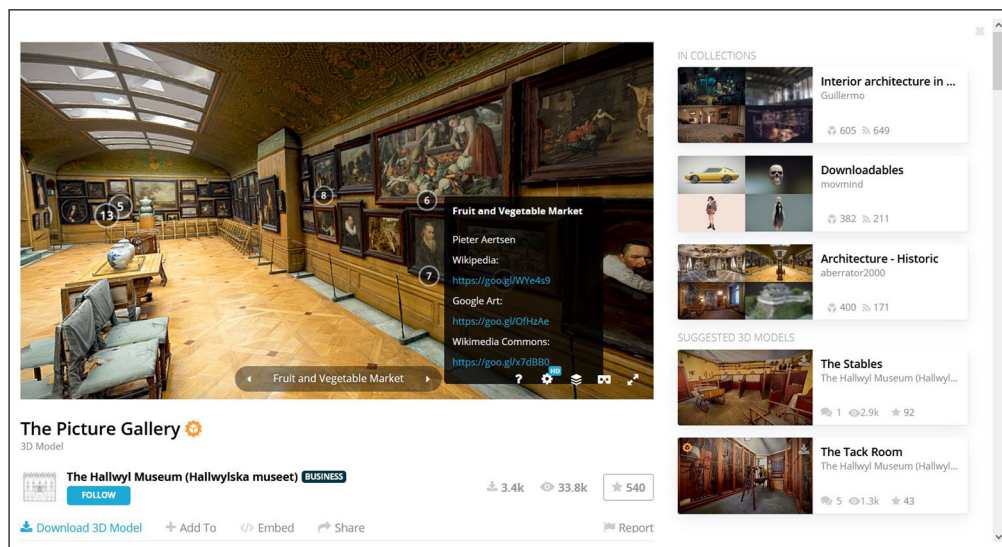 13
5
8
6
7
Fruit and Vegetable Market
Pieter Aertsen
Wikipedia:
https://goo.gl/WYe4s9
Google Art:
https://goo.gl/OfHzAe
Wikimedia Commons:
https://goo.gl/x7dBB0
Fruit and Vegetable Market
? HD
The Picture Gallery
3D Model
The Hallwyl Museum (Hallwylska museet) BUSINESS
FOLLOW
3.4k 33.8k 540
Download 3D Model Add To Embed Share Report
IN COLLECTIONS
Interior architecture in ...
Guillermo
605 649
Downloadables
movmind
382 211
Architecture - Historic
aberrator2000
400 171
SUGGESTED 3D MODELS
The Stables
The Hallwyl Museum (Hallwyl...
1 2.9k 92
The Tack Room
The Hallwyl Museum (Hallwyl...
5 1.3k 43